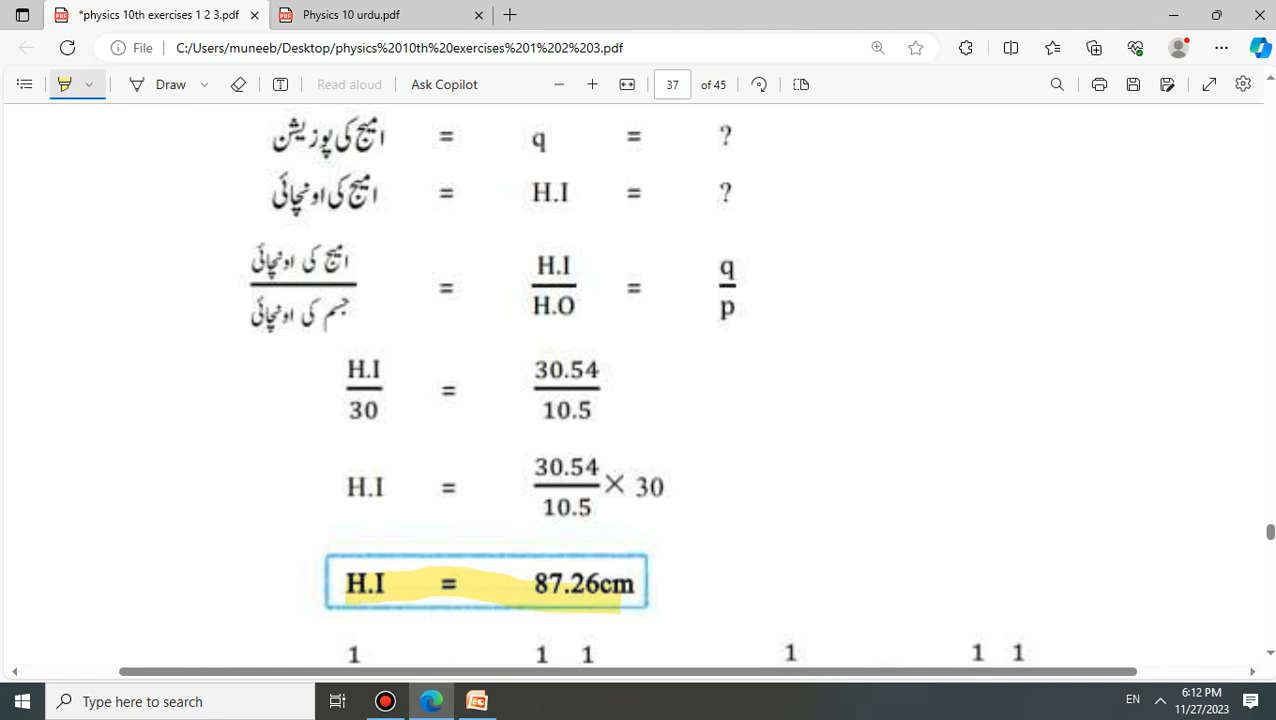 *physics 10th exercises 1 2 3.pdf
Physics 10 urdu.pdf
File
C:/Users/muneeb/Desktop/physics%2010th%20exercises%201%202%203.pdf
Draw
Read aloud
Ask Copilot
37 of 45
امیج کی پوزیشن = q = ?
امیج کی اونچائی = H.I = ?
امیج کی اونچائی H.I q
= =
جسم کی اونچائی H.O p
H.I 30.54
=
30 10.5
30.54
H.I = × 30
10.5
H.I = 87.26cm
1 1 1 1 1 1
Type here to search
EN
6:12 PM
11/27/2023